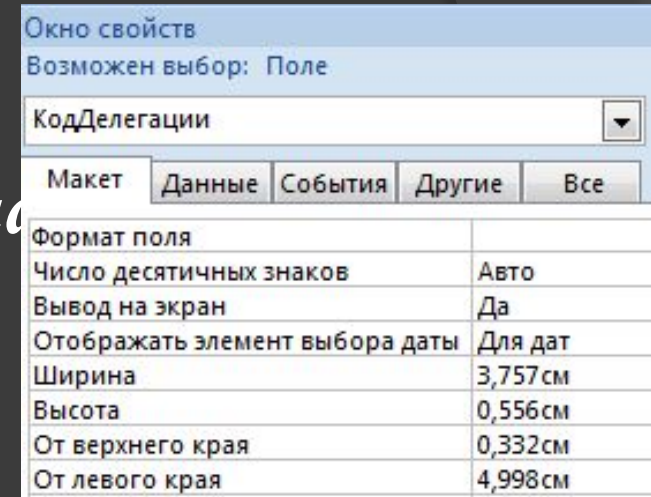 Окно свойств
Возможен выбор: Поле
КодДелегации
Макет Данные События Другие Все
Формат поля
Число десятичных знаков Авто
Вывод на экран Да
Отображать элемент выбора даты Для дат
Ширина 3,757см
Высота 0,556см
От верхнего края 0,332см
От левого края 4,998см